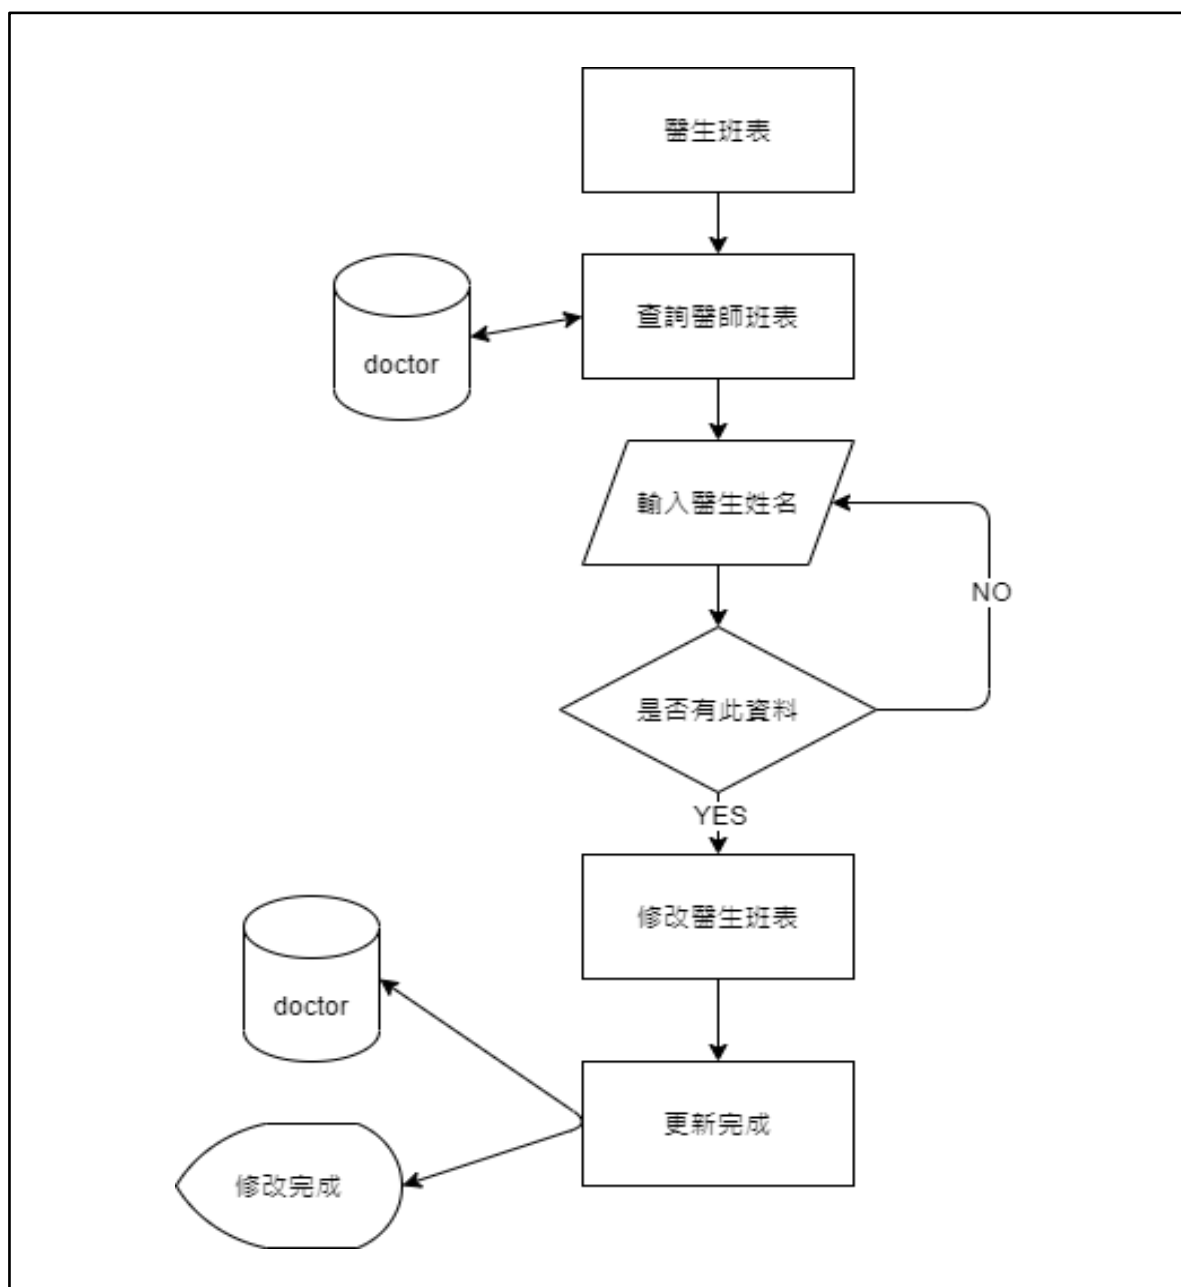 醫生班表
查詢醫師班表
doctor
輸入醫生姓名
NO
是否有此資料
YES
修改醫生班表
doctor
更新完成
修改完成